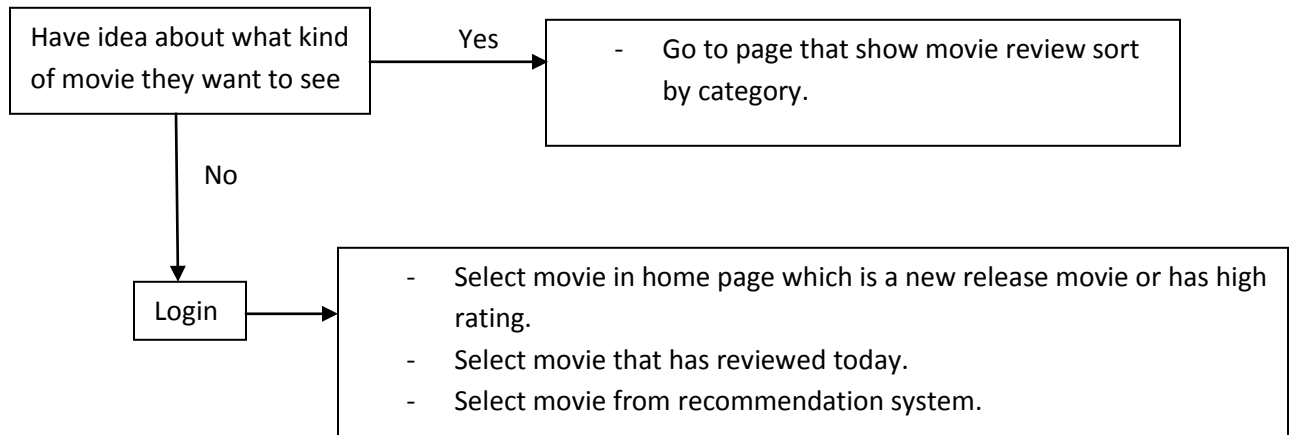 Have idea about what kind
of movie they want to see
Yes
- Go to page that show movie review sort
by category.
No
Login
- Select movie in home page which is a new release movie or has high
rating.
- Select movie that has reviewed today.
- Select movie from recommendation system.